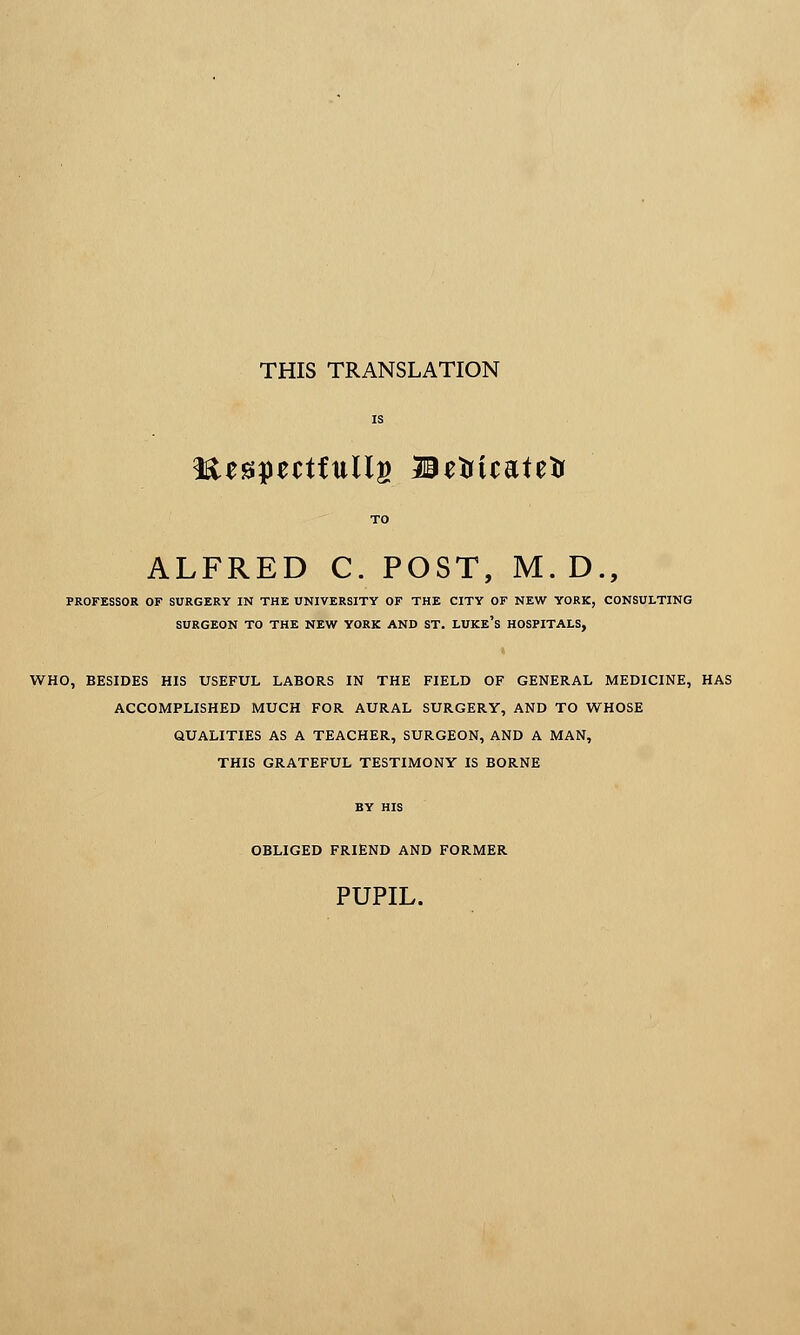 THIS TRANSLATION
IS
Respectfully Dedicated
TO
ALFRED C. POST, M. D.,
PROFESSOR OF SURGERY IN THE UNIVERSITY OF THE CITY OF NEW YORK, CONSULTING
SURGEON TO THE NEW YORK AND ST. LUKE'S HOSPITALS,
WHO, BESIDES HIS USEFUL LABORS IN THE FIELD OF GENERAL MEDICINE, HAS
ACCOMPLISHED MUCH FOR AURAL SURGERY, AND TO WHOSE
QUALITIES AS A TEACHER, SURGEON, AND A MAN,
THIS GRATEFUL TESTIMONY IS BORNE
BY HIS
OBLIGED FRIEND AND FORMER
PUPIL.